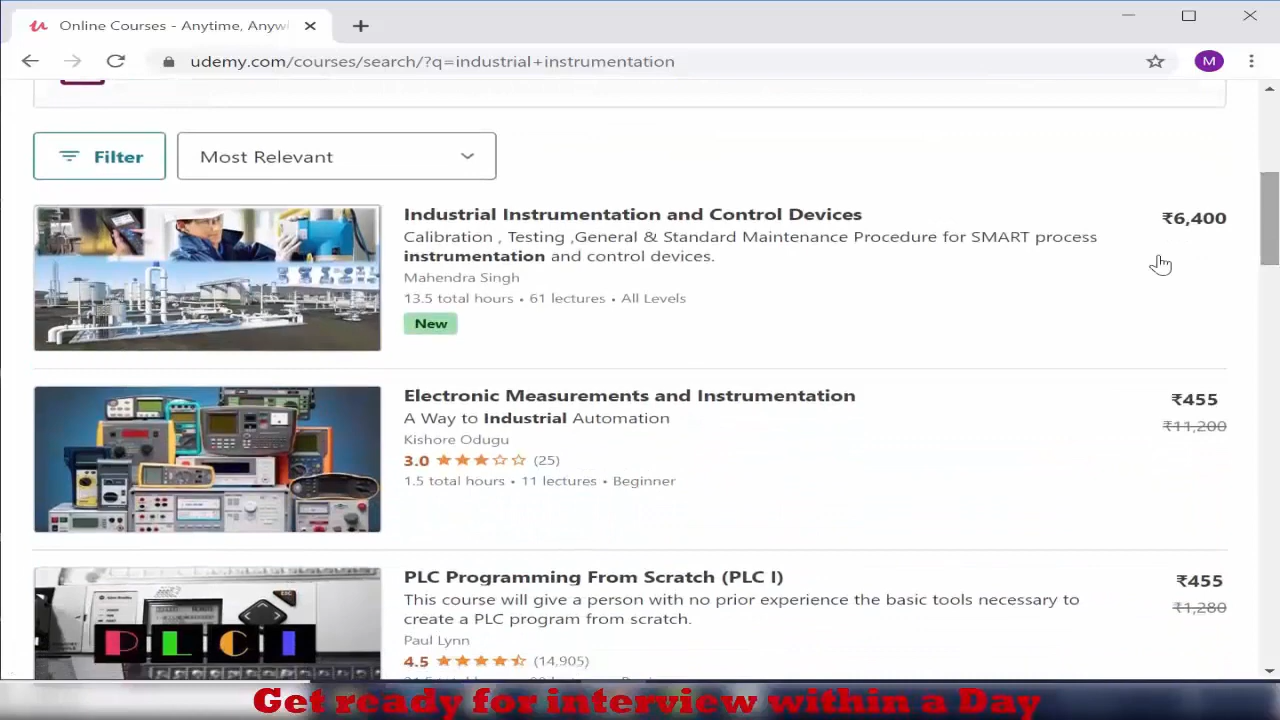 Online Courses - Anytime, Anyw
udemy.com/courses/search/?q=industrial+instrumentation
M
Filter
Most Relevant
Industrial Instrumentation and Control Devices
₹6,400
Calibration , Testing ,General & Standard Maintenance Procedure for SMART process
instrumentation and control devices.
Mahendra Singh
13.5 total hours • 61 lectures • All Levels
New
Electronic Measurements and Instrumentation
₹455
A Way to Industrial Automation
₹11,200
Kishore Odugu
3.0 (25)
1.5 total hours • 11 lectures • Beginner
PLC Programming From Scratch (PLC I)
₹455
This course will give a person with no prior experience the basic tools necessary to
₹1,280
create a PLC program from scratch.
Paul Lynn
4.5 (14,905)
ESC
P L C I
Get ready for interview within a Day